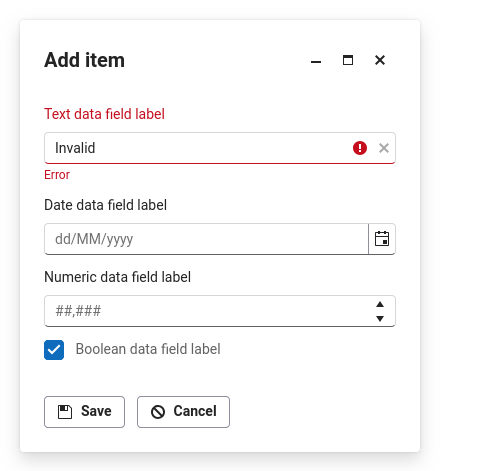 Add item
Text data field label
Invalid
Error
Date data field label
dd/MM/yyyy
Numeric data field label
##,###
Boolean data field label
Save Cancel